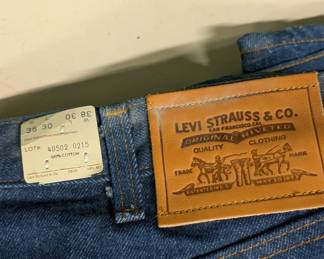 38 30
36 30
LOT# 40502 0215
100% COTTON
LEVI STRAUSS & CO.
SAN FRANCISCO, CAL.
ORIGINAL RIVETED
QUALITY CLOTHING
TRADE MARK